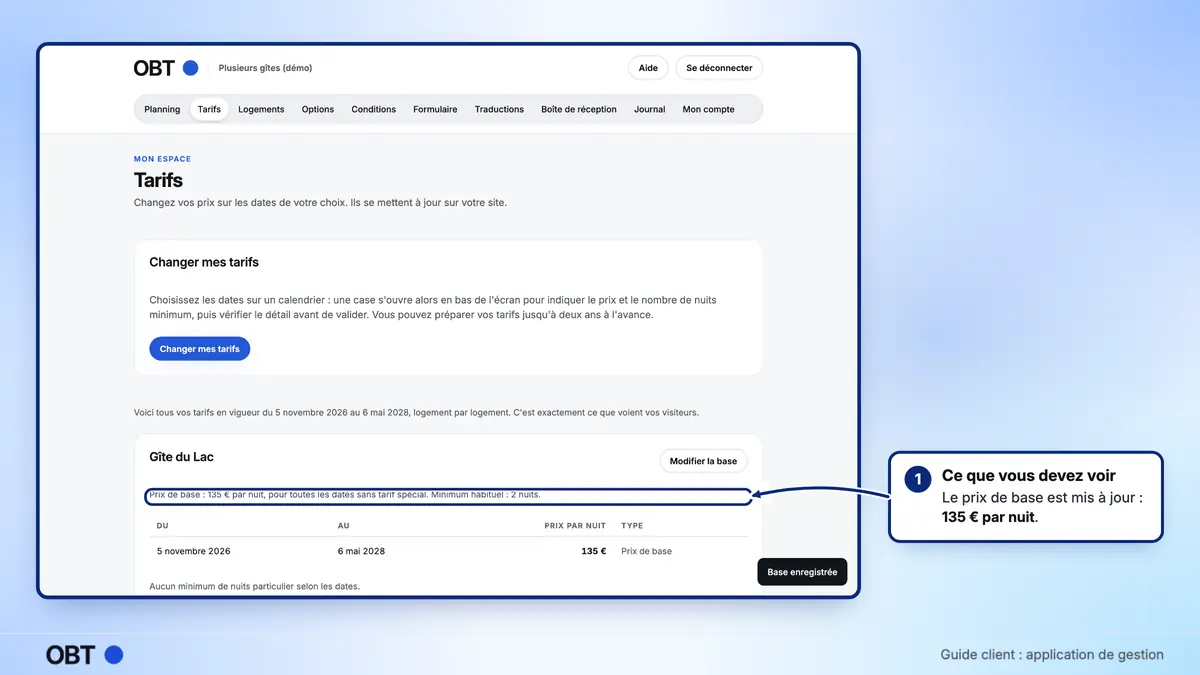 OBT
Plusieurs gîtes (démo)
Aide
Se déconnecter
Planning
Tarifs
Logements
Options
Conditions
Formulaire
Traductions
Boîte de réception
Journal
Mon compte
MON ESPACE
Tarifs
Changez vos prix sur les dates de votre choix. Ils se mettent à jour sur votre site.
Changer mes tarifs
Choisissez les dates sur un calendrier : une case s'ouvre alors en bas de l'écran pour indiquer le prix et le nombre de nuits
minimum, puis vérifier le détail avant de valider. Vous pouvez préparer vos tarifs jusqu'à deux ans à l'avance.
Changer mes tarifs
Voici tous vos tarifs en vigueur du 5 novembre 2026 au 6 mai 2028, logement par logement. C'est exactement ce que voient vos visiteurs.
Gîte du Lac
Modifier la base
Prix de base : 135 € par nuit, pour toutes les dates sans tarif spécial. Minimum habituel : 2 nuits.
DU AU PRIX PAR NUIT TYPE
5 novembre 2026 6 mai 2028 135 € Prix de base
Aucun minimum de nuits particulier selon les dates.
Base enregistrée
1 Ce que vous devez voir
Le prix de base est mis à jour :
135 € par nuit.
OBT
Guide client : application de gestion